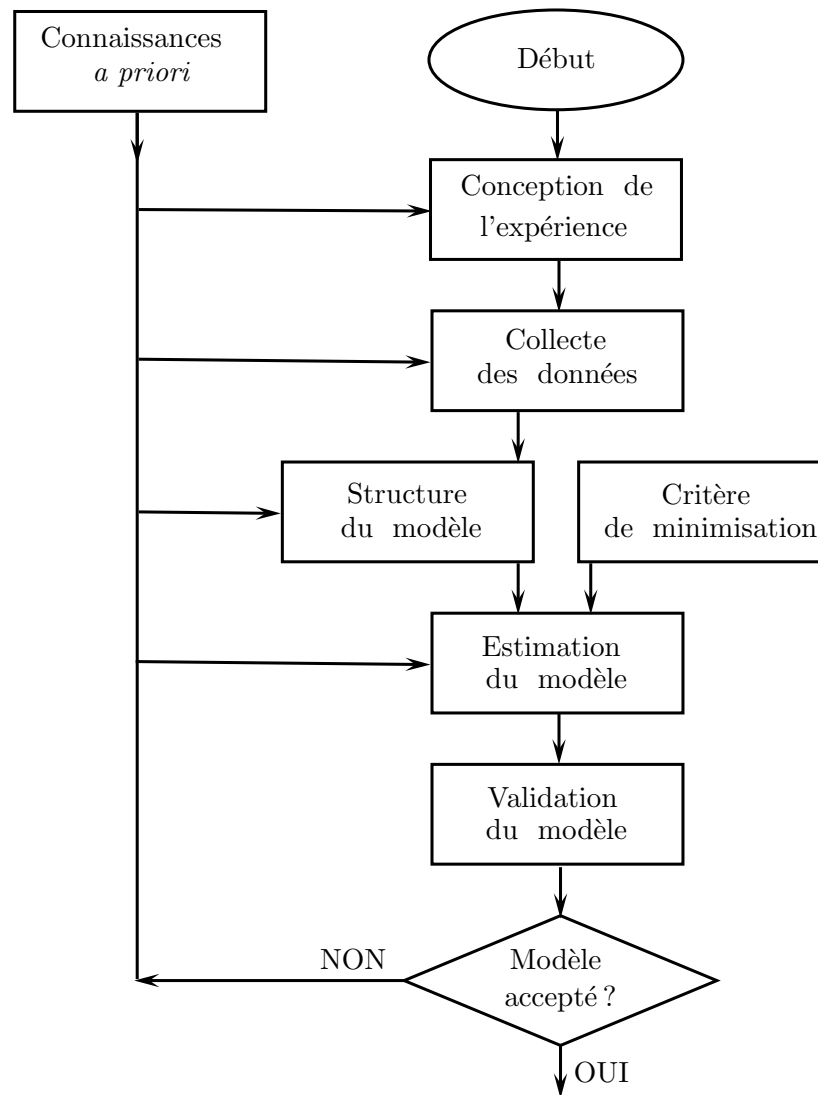 Connaissances
a priori
Début
Conception de
l'expérience
Collecte
des données
Structure
du modèle
Critère
de minimisation
Estimation
du modèle
Validation
du modèle
NON
Modèle
accepté ?
OUI